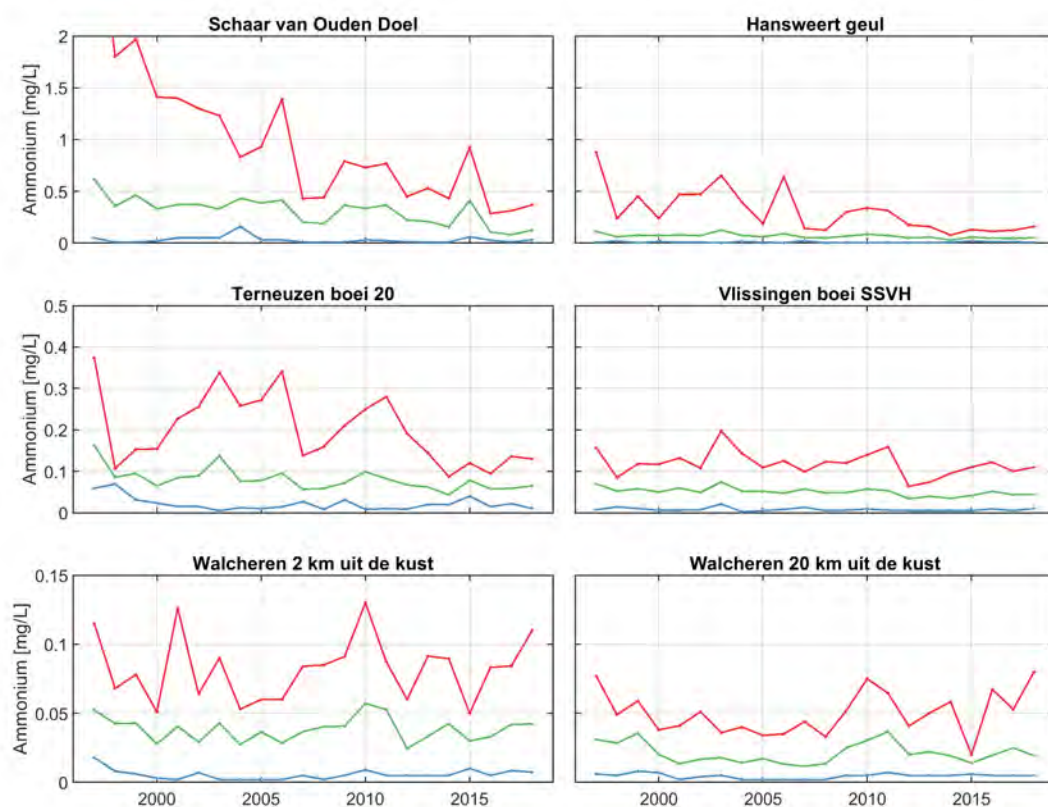 Schaar van Ouden Doel
Hansweert geul
Ammonium [mg/L]
2
1.5
1
0.5
0
Terneuzen boei 20
Vlissingen boei SSVH
Ammonium [mg/L]
0.5
0.4
0.3
0.2
0.1
0
Walcheren 2 km uit de kust
Walcheren 20 km uit de kust
Ammonium [mg/L]
0.15
0.1
0.05
0
2000 2005 2010 2015
2000 2005 2010 2015